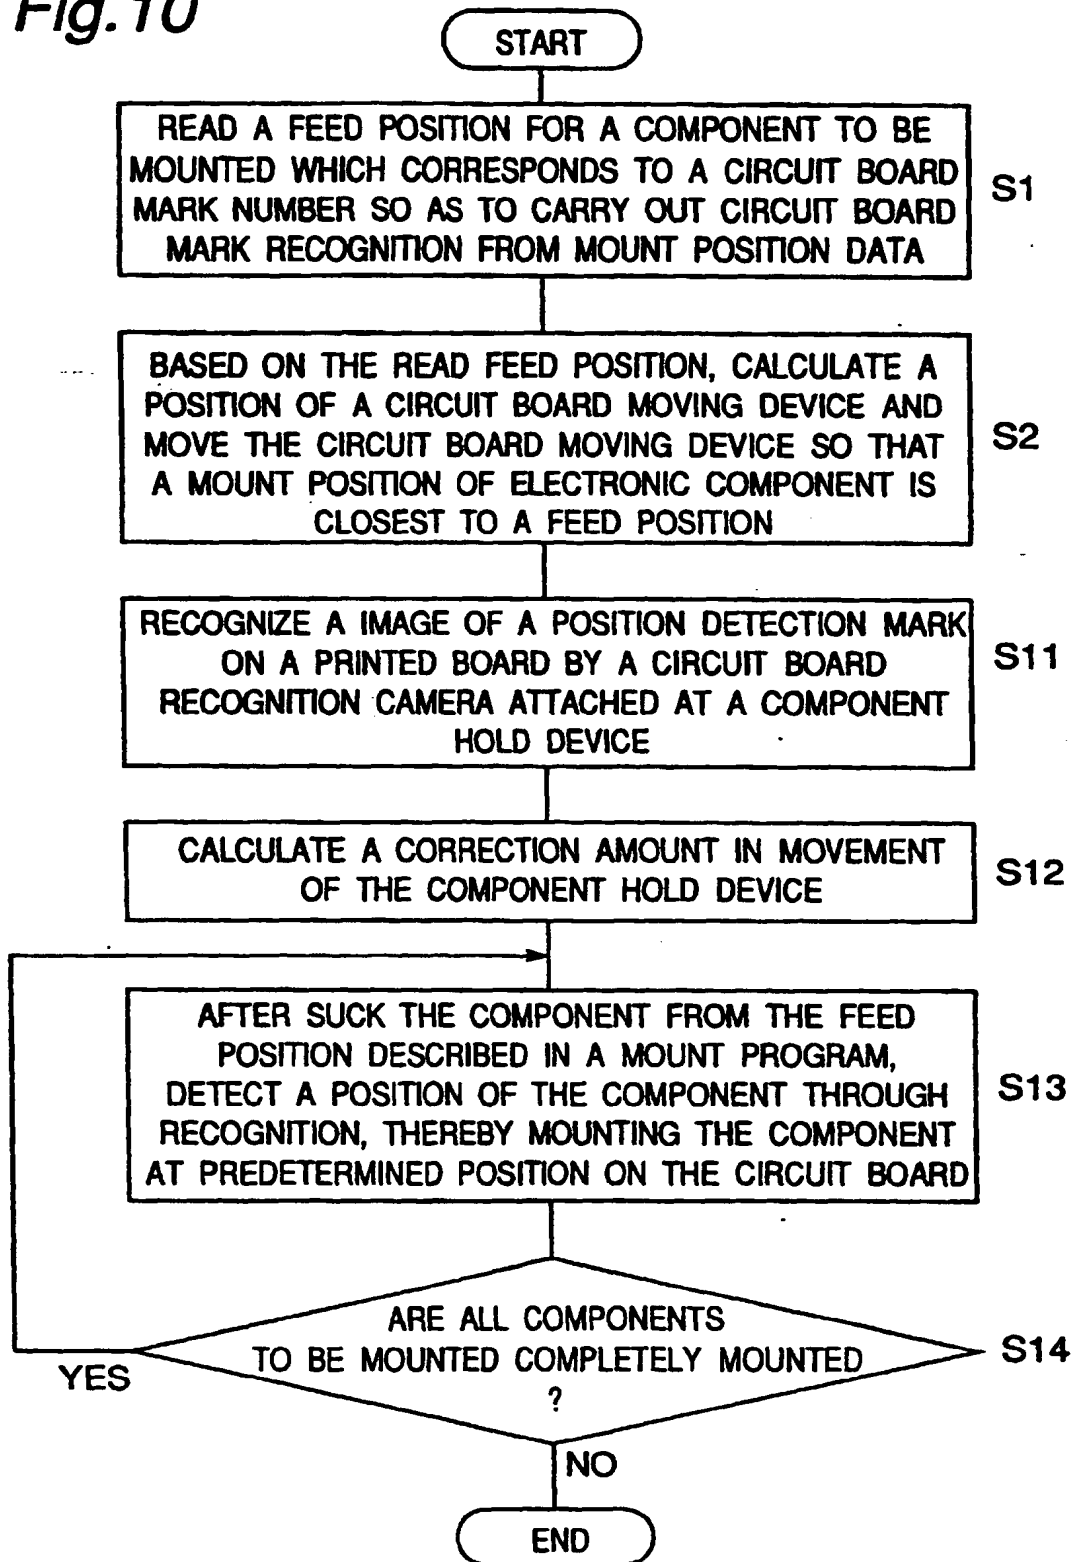 Fig. 10
START
READ A FEED POSITION FOR A COMPONENT TO BE
MOUNTED WHICH CORRESPONDS TO A CIRCUIT BOARD
MARK NUMBER SO AS TO CARRY OUT CIRCUIT BOARD
MARK RECOGNITION FROM MOUNT POSITION DATA
S1
BASED ON THE READ FEED POSITION, CALCULATE A
POSITION OF A CIRCUIT BOARD MOVING DEVICE AND
MOVE THE CIRCUIT BOARD MOVING DEVICE SO THAT
A MOUNT POSITION OF ELECTRONIC COMPONENT IS
CLOSEST TO A FEED POSITION
S2
RECOGNIZE A IMAGE OF A POSITION DETECTION MARK
ON A PRINTED BOARD BY A CIRCUIT BOARD
RECOGNITION CAMERA ATTACHED AT A COMPONENT
HOLD DEVICE
S11
CALCULATE A CORRECTION AMOUNT IN MOVEMENT
OF THE COMPONENT HOLD DEVICE
S12
AFTER SUCK THE COMPONENT FROM THE FEED
POSITION DESCRIBED IN A MOUNT PROGRAM,
DETECT A POSITION OF THE COMPONENT THROUGH
RECOGNITION, THEREBY MOUNTING THE COMPONENT
AT PREDETERMINED POSITION ON THE CIRCUIT BOARD
S13
ARE ALL COMPONENTS
TO BE MOUNTED COMPLETELY MOUNTED
?
S14
YES
NO
END